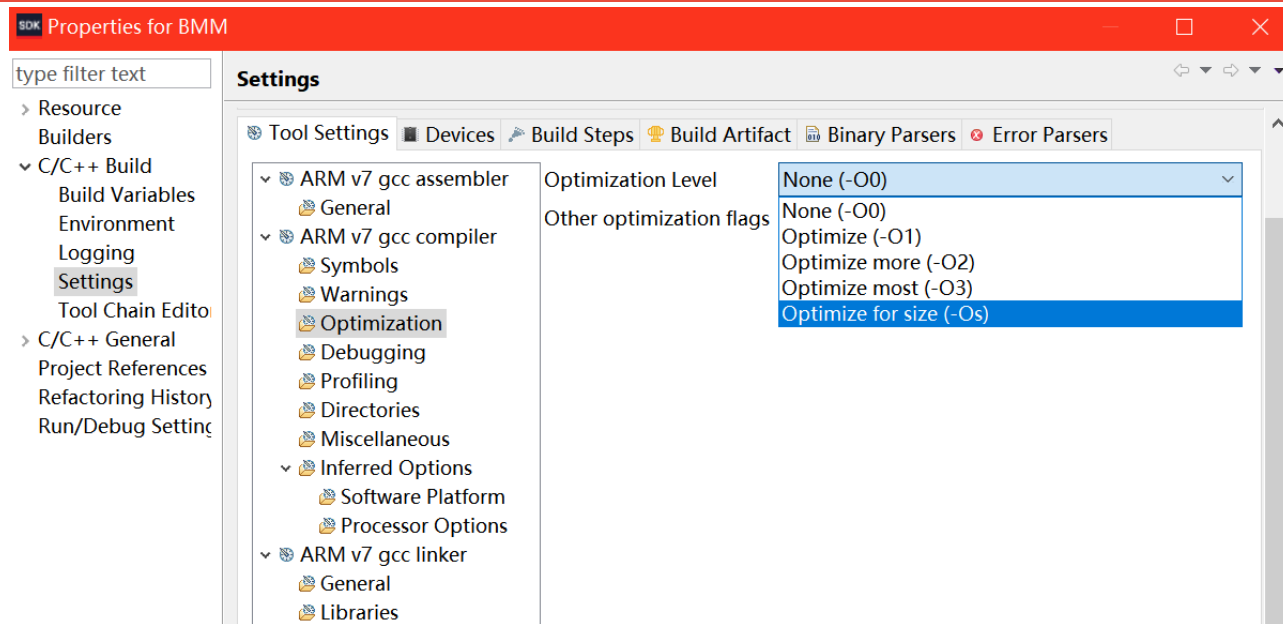 SDK Properties for BMM
type filter text
Settings
Resource
Builders
C/C++ Build
Build Variables
Environment
Logging
Settings
Tool Chain Edito
C/C++ General
Project References
Refactoring History
Run/Debug Setting
Tool Settings Devices Build Steps Build Artifact Binary Parsers Error Parsers
ARM v7 gcc assembler
General
ARM v7 gcc compiler
Symbols
Warnings
Optimization
Debugging
Profiling
Directories
Miscellaneous
Inferred Options
Software Platform
Processor Options
ARM v7 gcc linker
General
Libraries
Optimization Level None (-O0)
Other optimization flags
None (-O0)
Optimize (-O1)
Optimize more (-O2)
Optimize most (-O3)
Optimize for size (-Os)